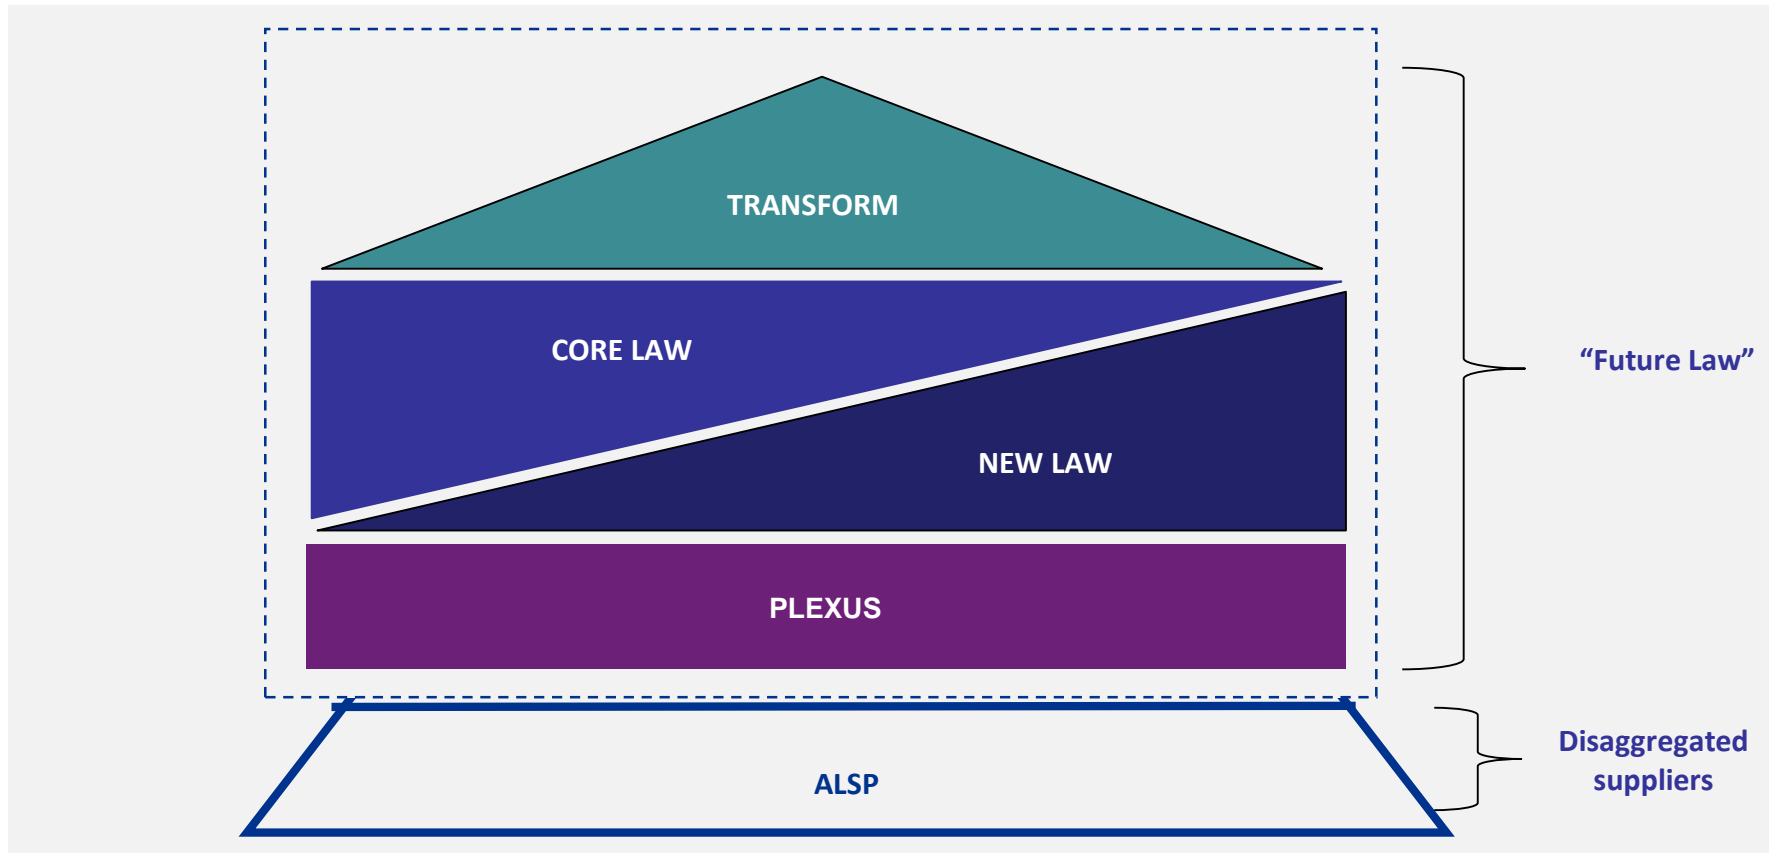 TRANSFORM
CORE LAW
“Future Law”
NEW LAW
PLEXUS
Disaggregated
suppliers
ALSP